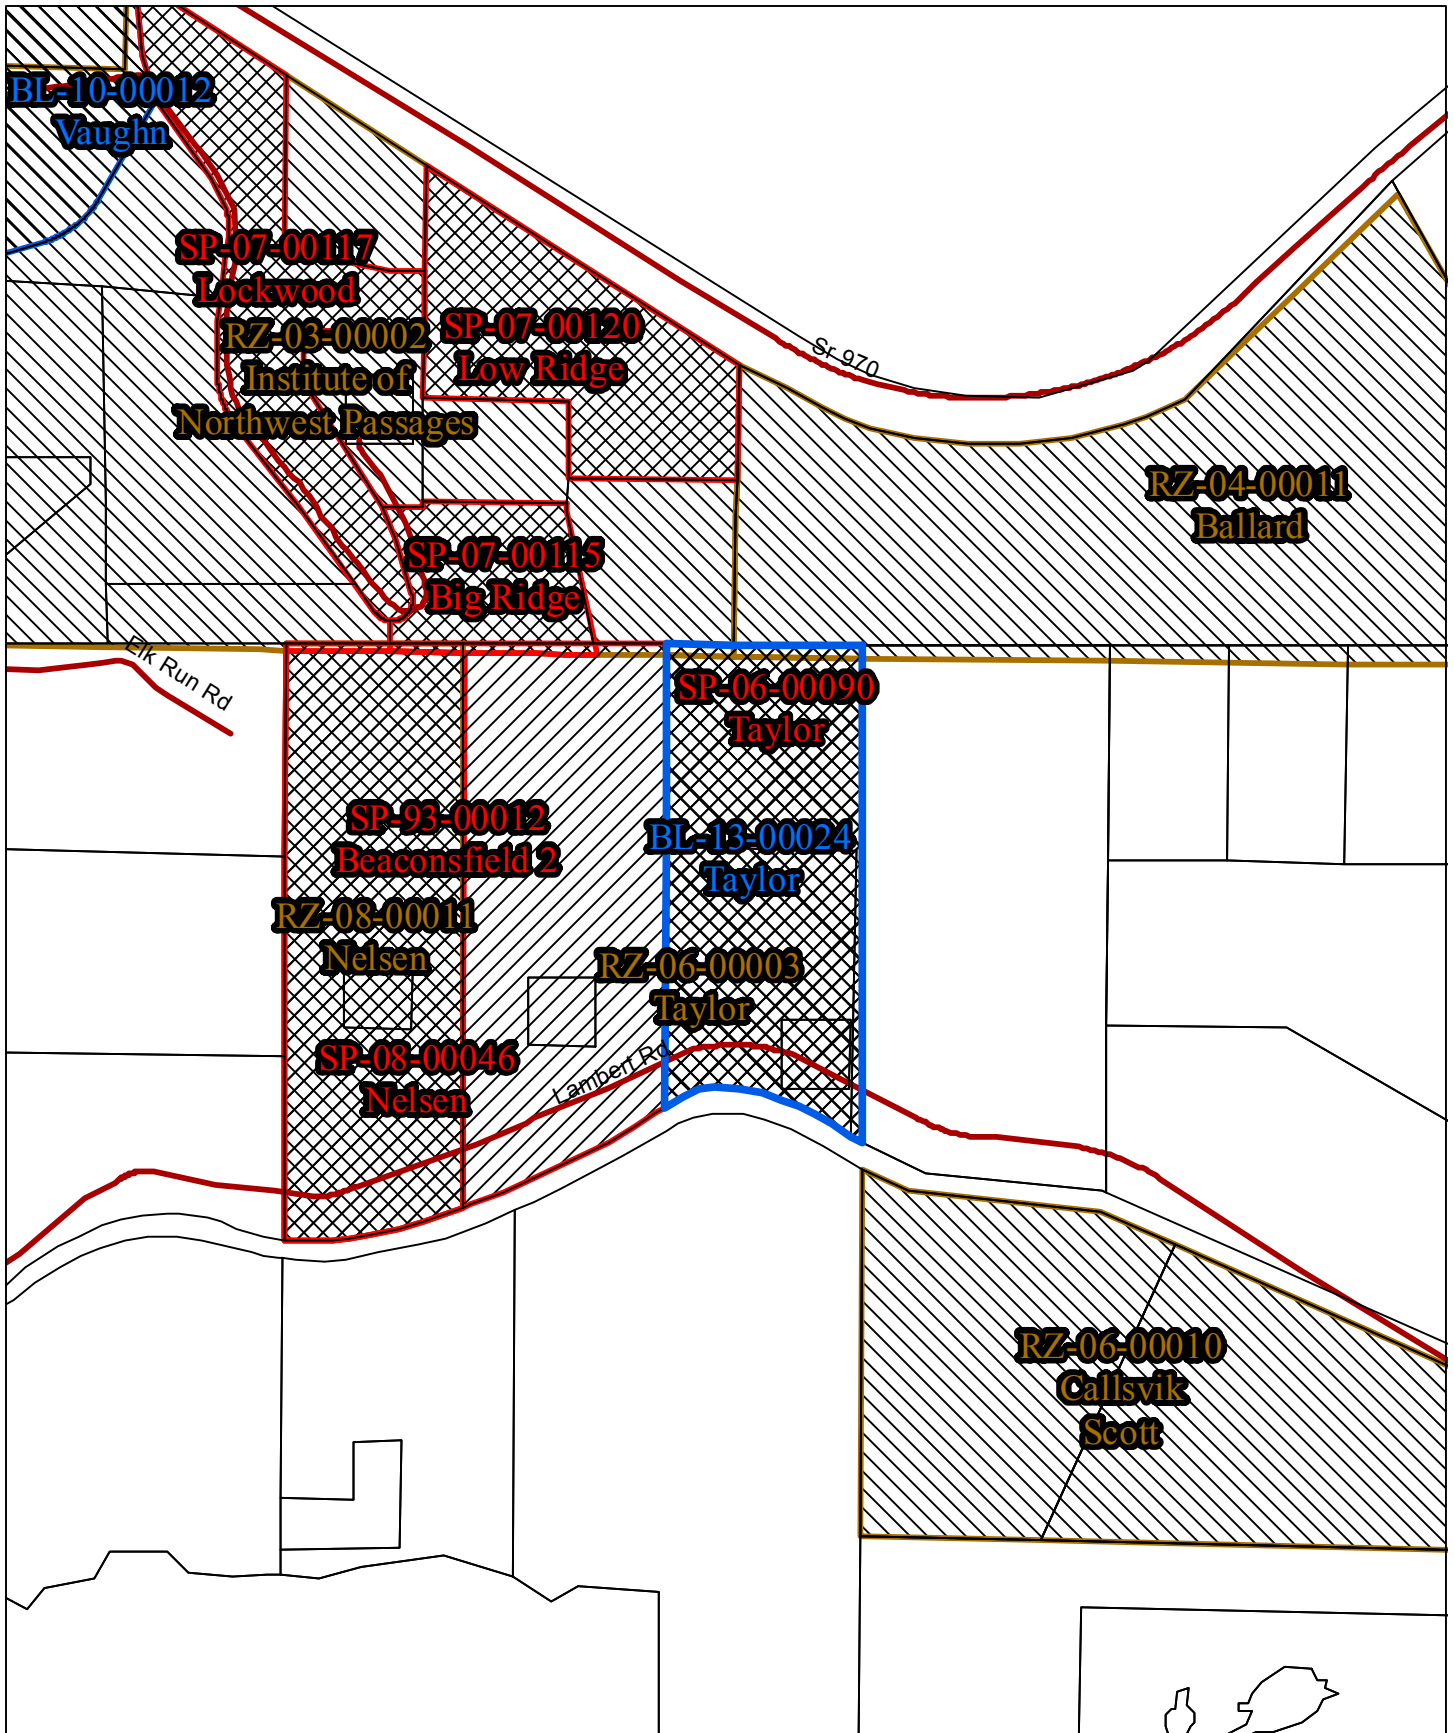 BL-10-00012
Vaughn
SP-07-00117
Lockwood
RZ-03-00002
Institute of
Northwest Passages
SP-07-00120
Low Ridge
Sr 970
RZ-04-00011
Ballard
SP-07-00115
Big Ridge
Elk Run Rd
SP-06-00090
Taylor
SP-93-00012
Beaconsfield 2
BL-13-00024
Taylor
RZ-08-00011
Nelsen
RZ-06-00003
Taylor
SP-08-00046
Nelsen
Lambert Rd
RZ-06-00010
Callsvik
Scott